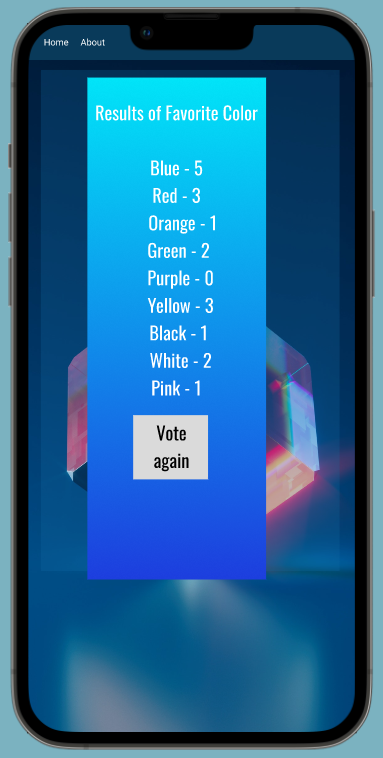 Home About
Results of Favorite Color
Blue - 5
Red - 3
Orange - 1
Green - 2
Purple - 0
Yellow - 3
Black - 1
White - 2
Pink - 1
Vote
again